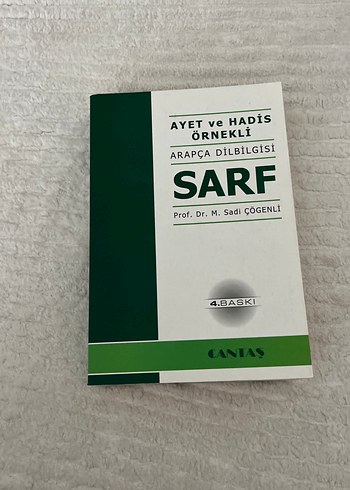 AYET ve HADİS
ÖRNEKLİ
ARAPÇA DİLBİLGİSİ
SARF
Prof. Dr. M. Sadi ÇÖGENLİ
4.BASKI
CANTAŞ